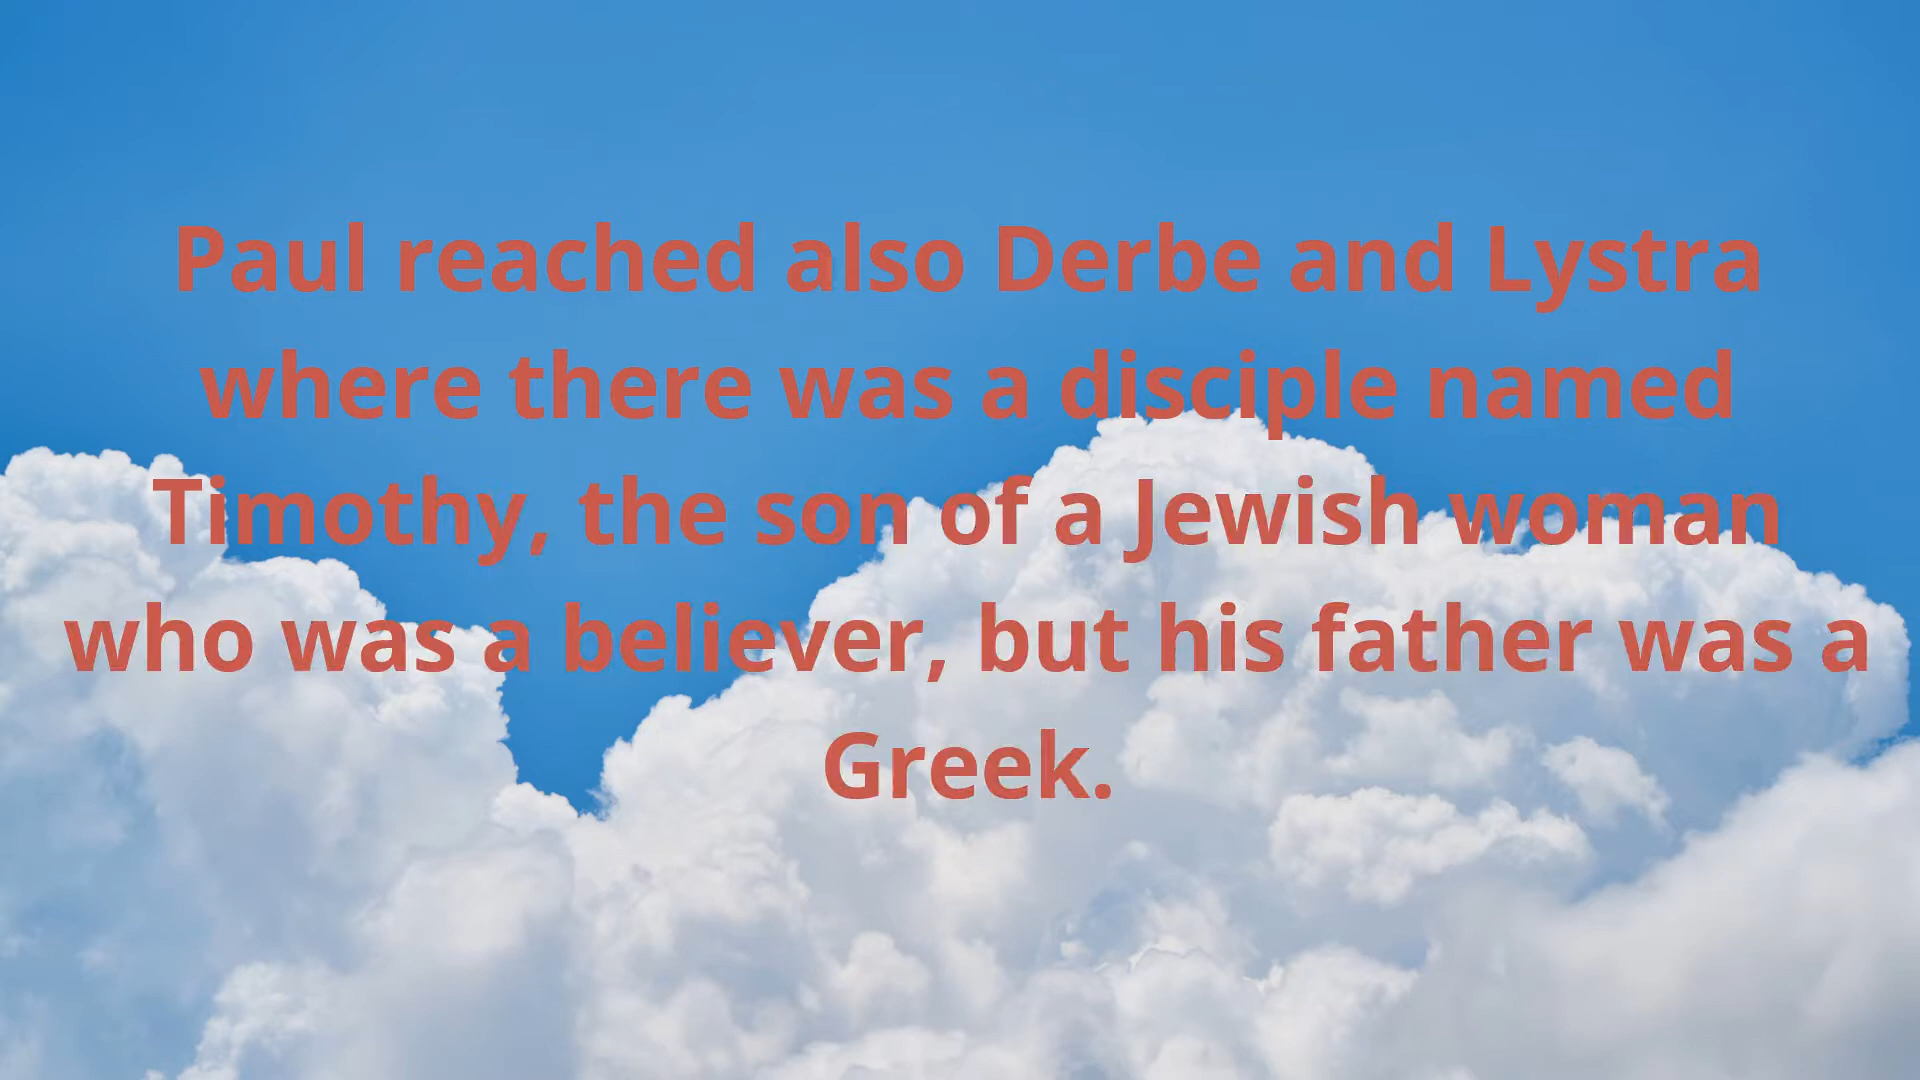 Paul reached also Derbe and Lystra
where there was a disciple named
Timothy, the son of a Jewish woman
who was a believer, but his father was a
Greek.